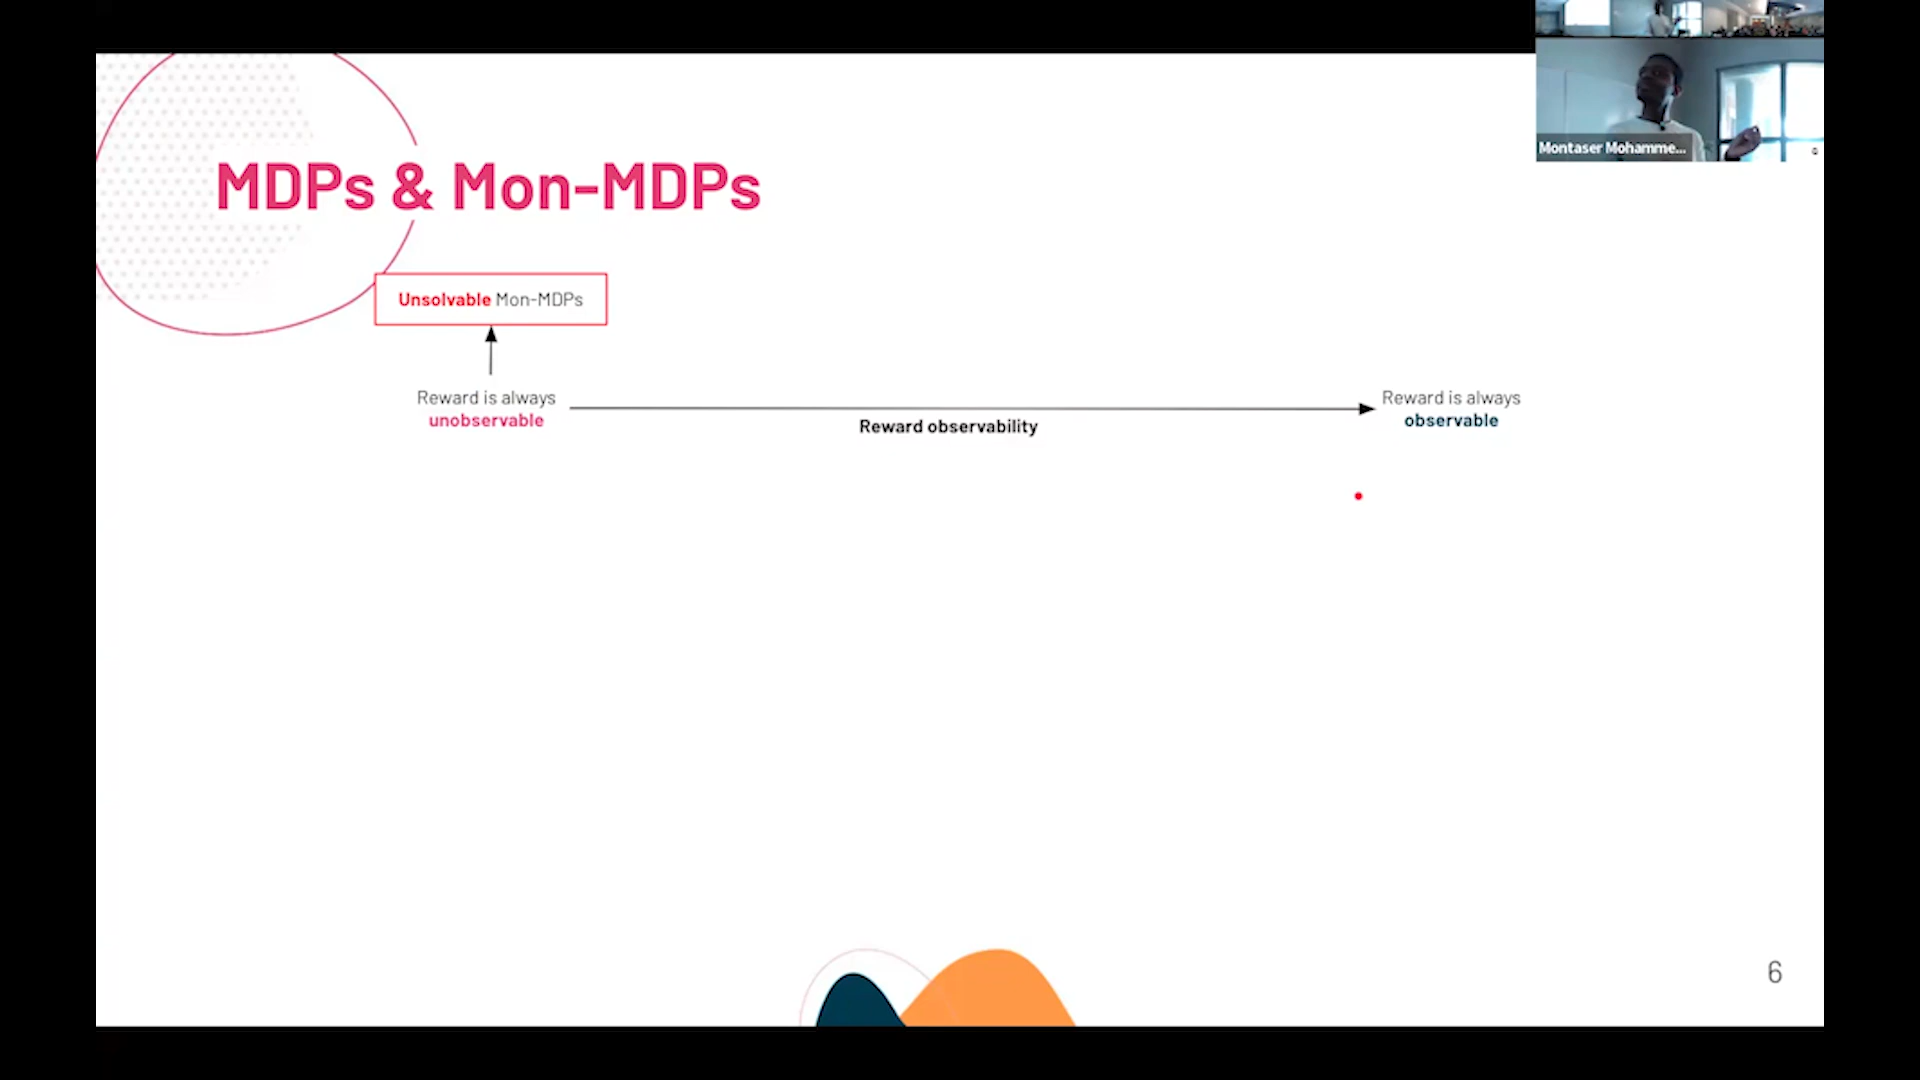 Montaser Mohamme...
MDPs & Mon-MDPs
Unsolvable Mon-MDPs
Reward is always
unobservable
Reward observability
Reward is always
observable
6